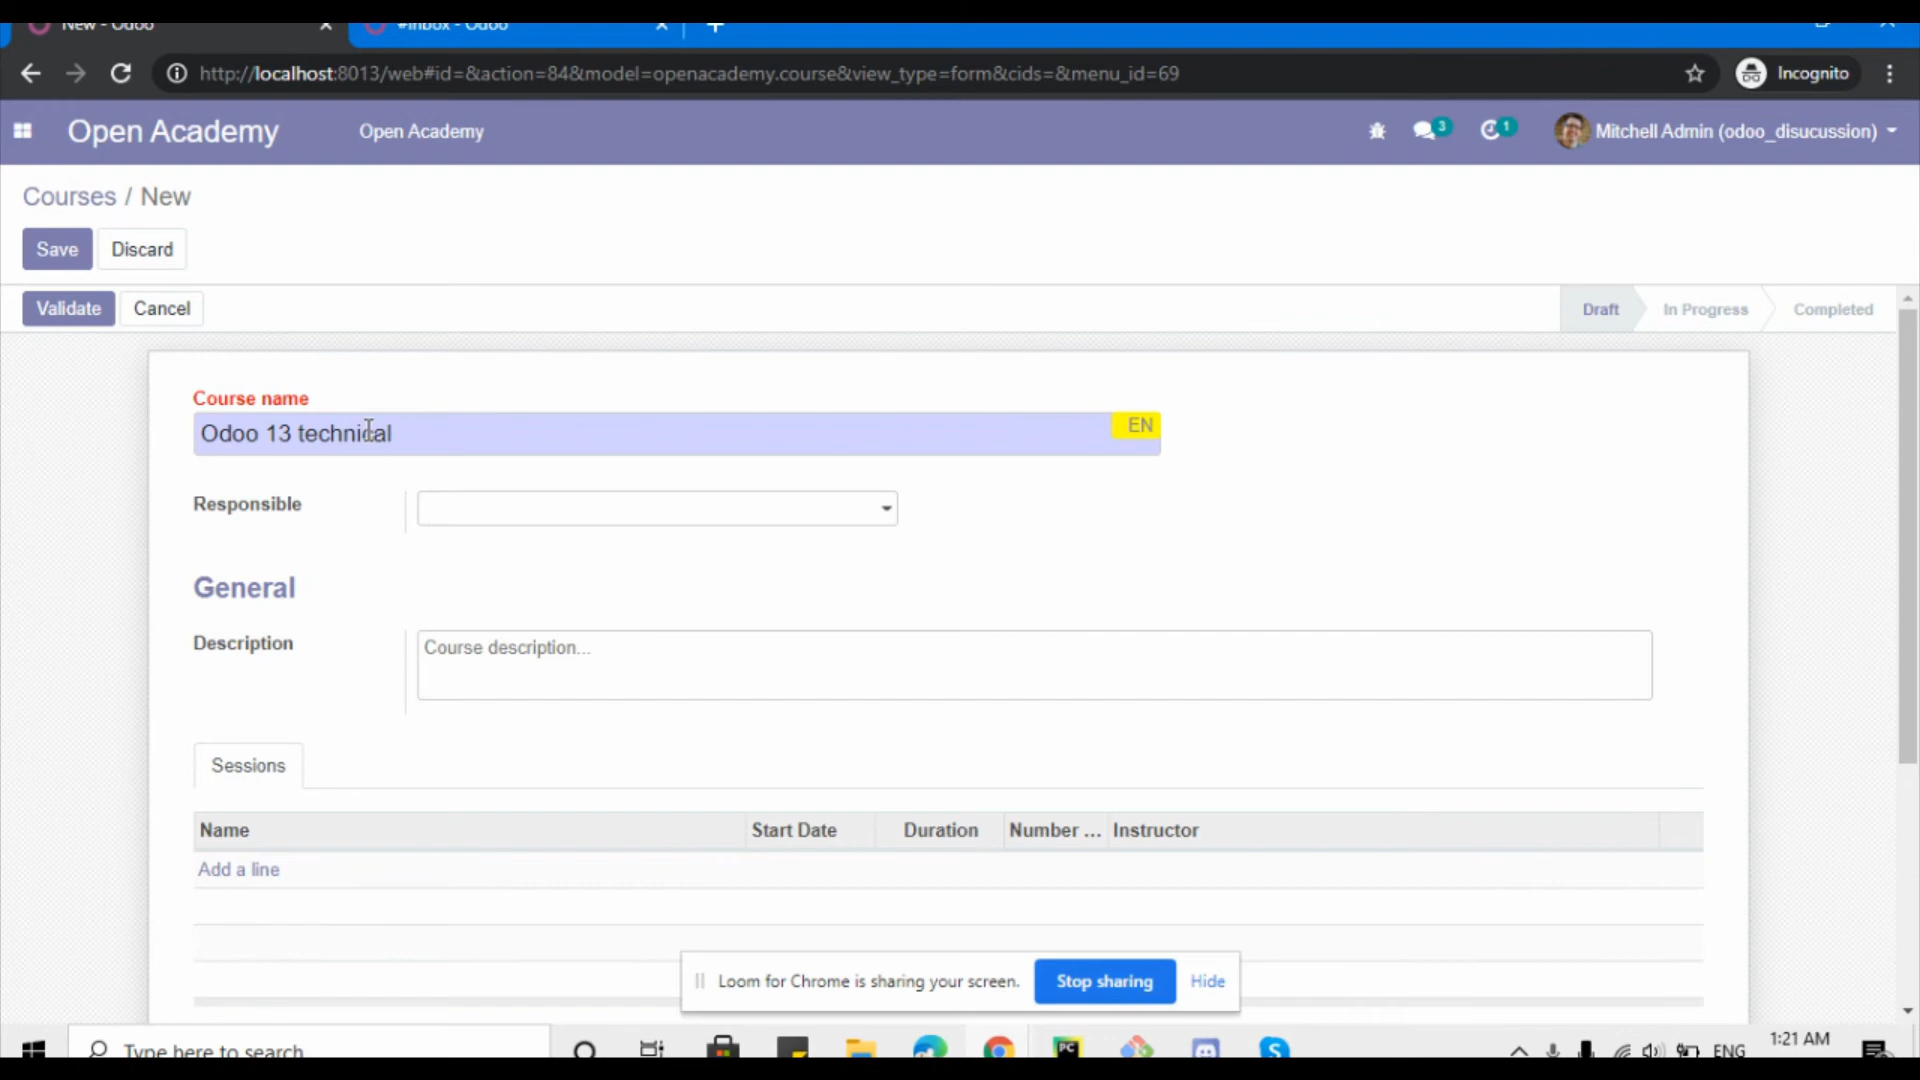 New - Odoo
#Inbox - Odoo
http://localhost:8013/web#id=&action=84&model=openacademy.course&view_type=form&cids=&menu_id=69
Incognito
Open Academy
Open Academy
3
1
Mitchell Admin (odoo_disucussion)
Courses / New
Save
Discard
Validate
Cancel
Draft
In Progress
Completed
Course name
Odoo 13 technical
EN
Responsible
General
Description
Course description...
Sessions
Name
Start Date
Duration
Number ...
Instructor
Add a line
Loom for Chrome is sharing your screen.
Stop sharing
Hide
Type here to search
PC
S
ENG
1:21 AM